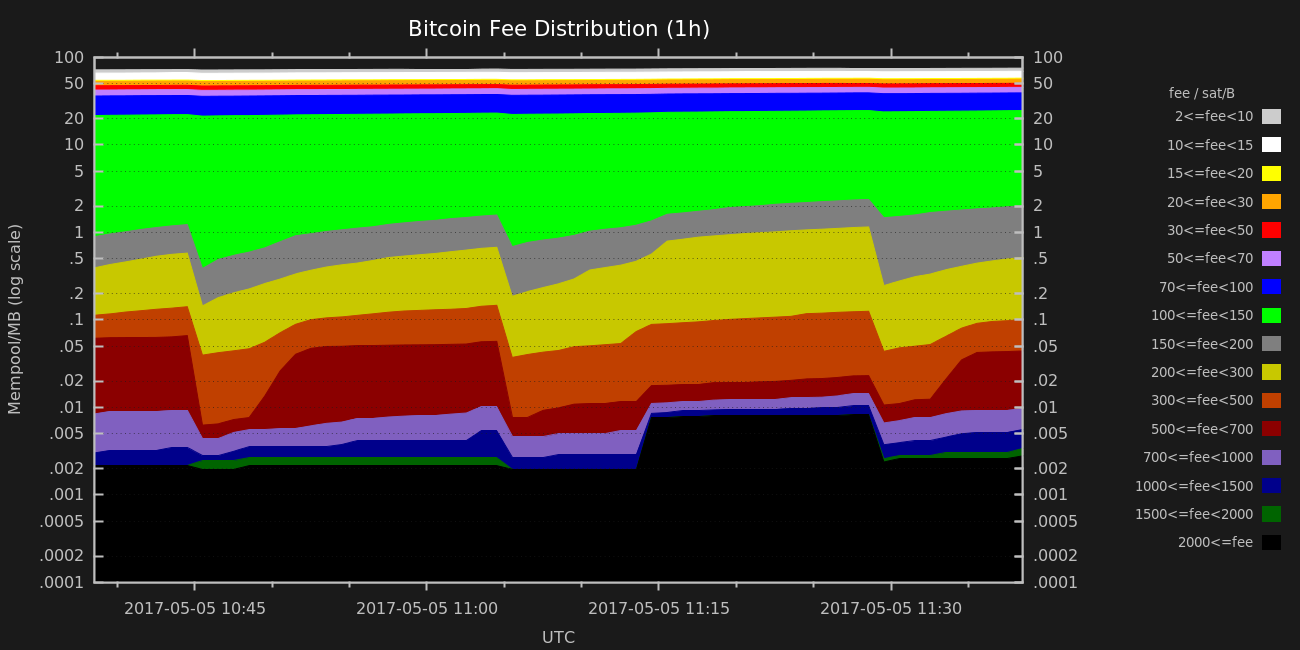 Bitcoin Fee Distribution (1h)
Mempool/MB (log scale)
100
50
20
10
5
2
1
.5
.2
.1
.05
.02
.01
.005
.002
.001
.0005
.0002
.0001
100
50
20
10
5
2
1
.5
.2
.1
.05
.02
.01
.005
.002
.001
.0005
.0002
.0001
2017-05-05 10:45
2017-05-05 11:00
2017-05-05 11:15
2017-05-05 11:30
UTC
fee / sat/B
2<=fee<10
10<=fee<15
15<=fee<20
20<=fee<30
30<=fee<50
50<=fee<70
70<=fee<100
100<=fee<150
150<=fee<200
200<=fee<300
300<=fee<500
500<=fee<700
700<=fee<1000
1000<=fee<1500
1500<=fee<2000
2000<=fee